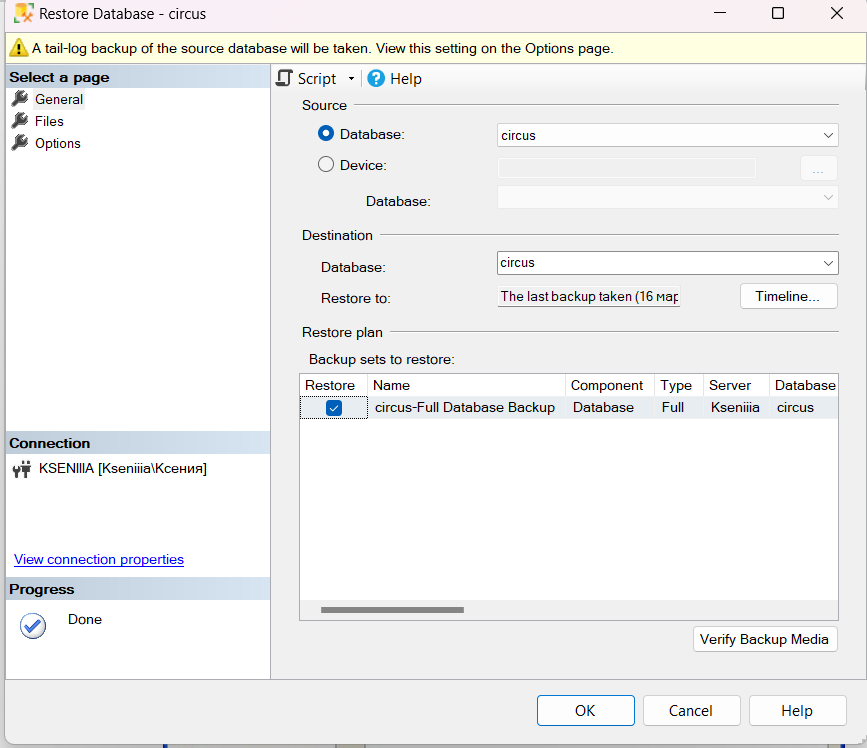 Restore Database - circus
A tail-log backup of the source database will be taken. View this setting on the Options page.
Select a page
General
Files
Options
Script
Help
Source
Database:
circus
Device:
...
Database:
Destination
Database:
circus
Restore to:
The last backup taken (16 мар
Timeline...
Restore plan
Backup sets to restore:
Restore Name Component Type Server Database
circus-Full Database Backup Database Full Kseniiia circus
Connection
KSENIIIA [Kseniiia\Ксения]
View connection properties
Progress
Done
Verify Backup Media
OK Cancel Help